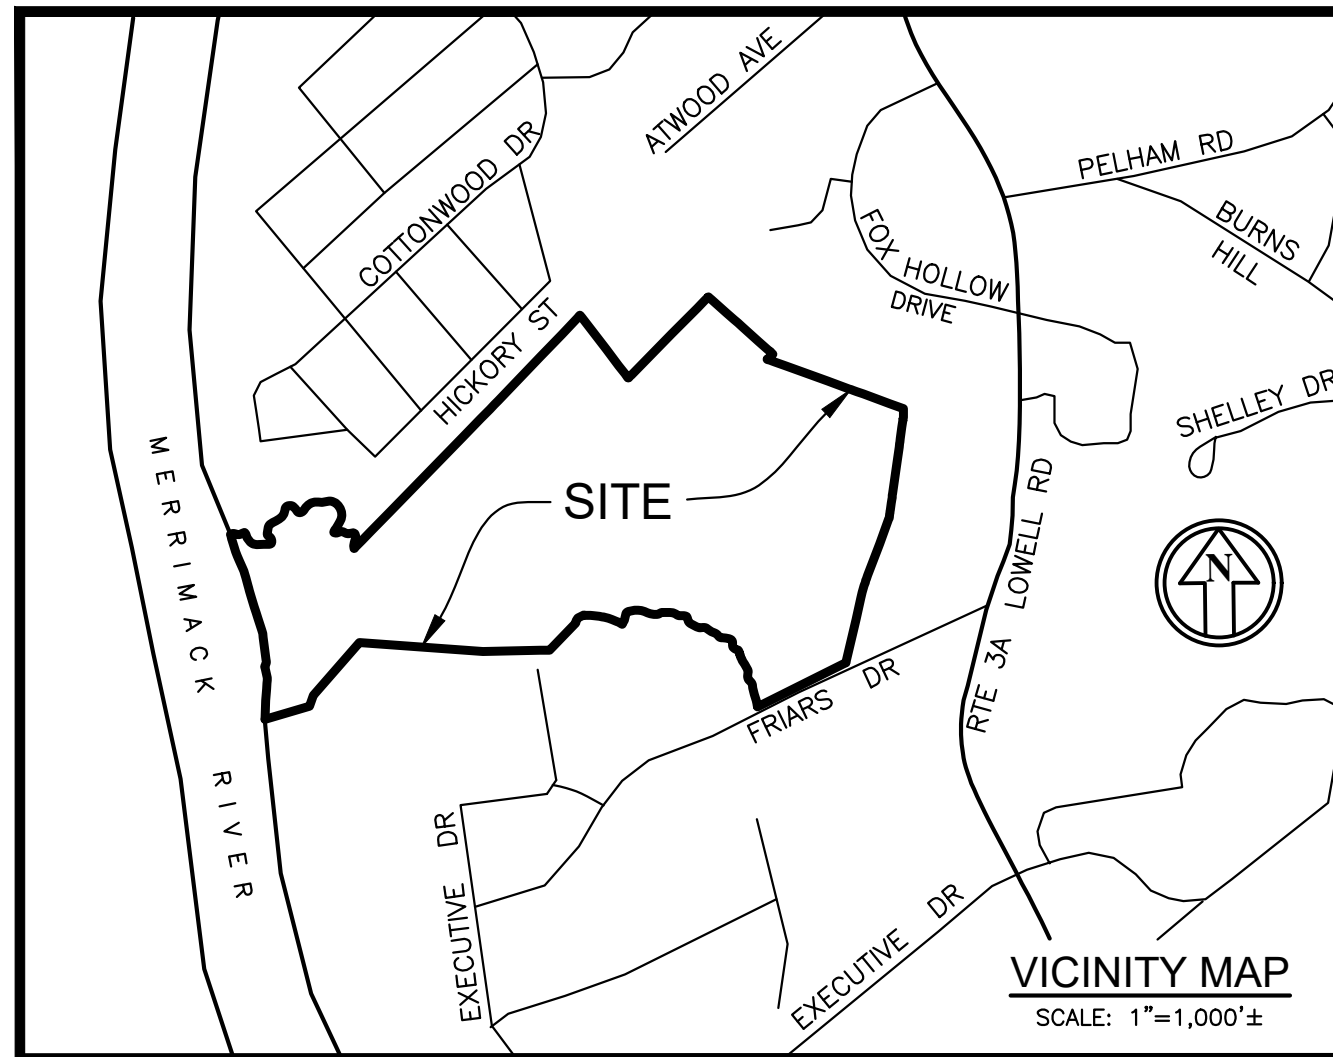 ATWOOD AVE
PELHAM RD
COTTONWOOD DR
BURNS
HILL
FOX HOLLOW
DRIVE
HICKORY ST
SHELLEY DR
SITE
MERRIMACK RIVER
N
RTE 3A LOWELL RD
FRIARS DR
EXECUTIVE DR
EXECUTIVE DR
VICINITY MAP
SCALE: 1"=1,000'±